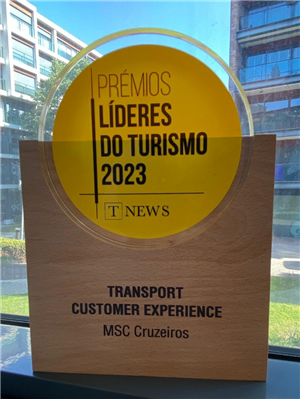 PRÉMIOS
LÍDERES
DO TURISMO
2023
T NEWS
TRANSPORT
CUSTOMER EXPERIENCE
MSC Cruzeiros